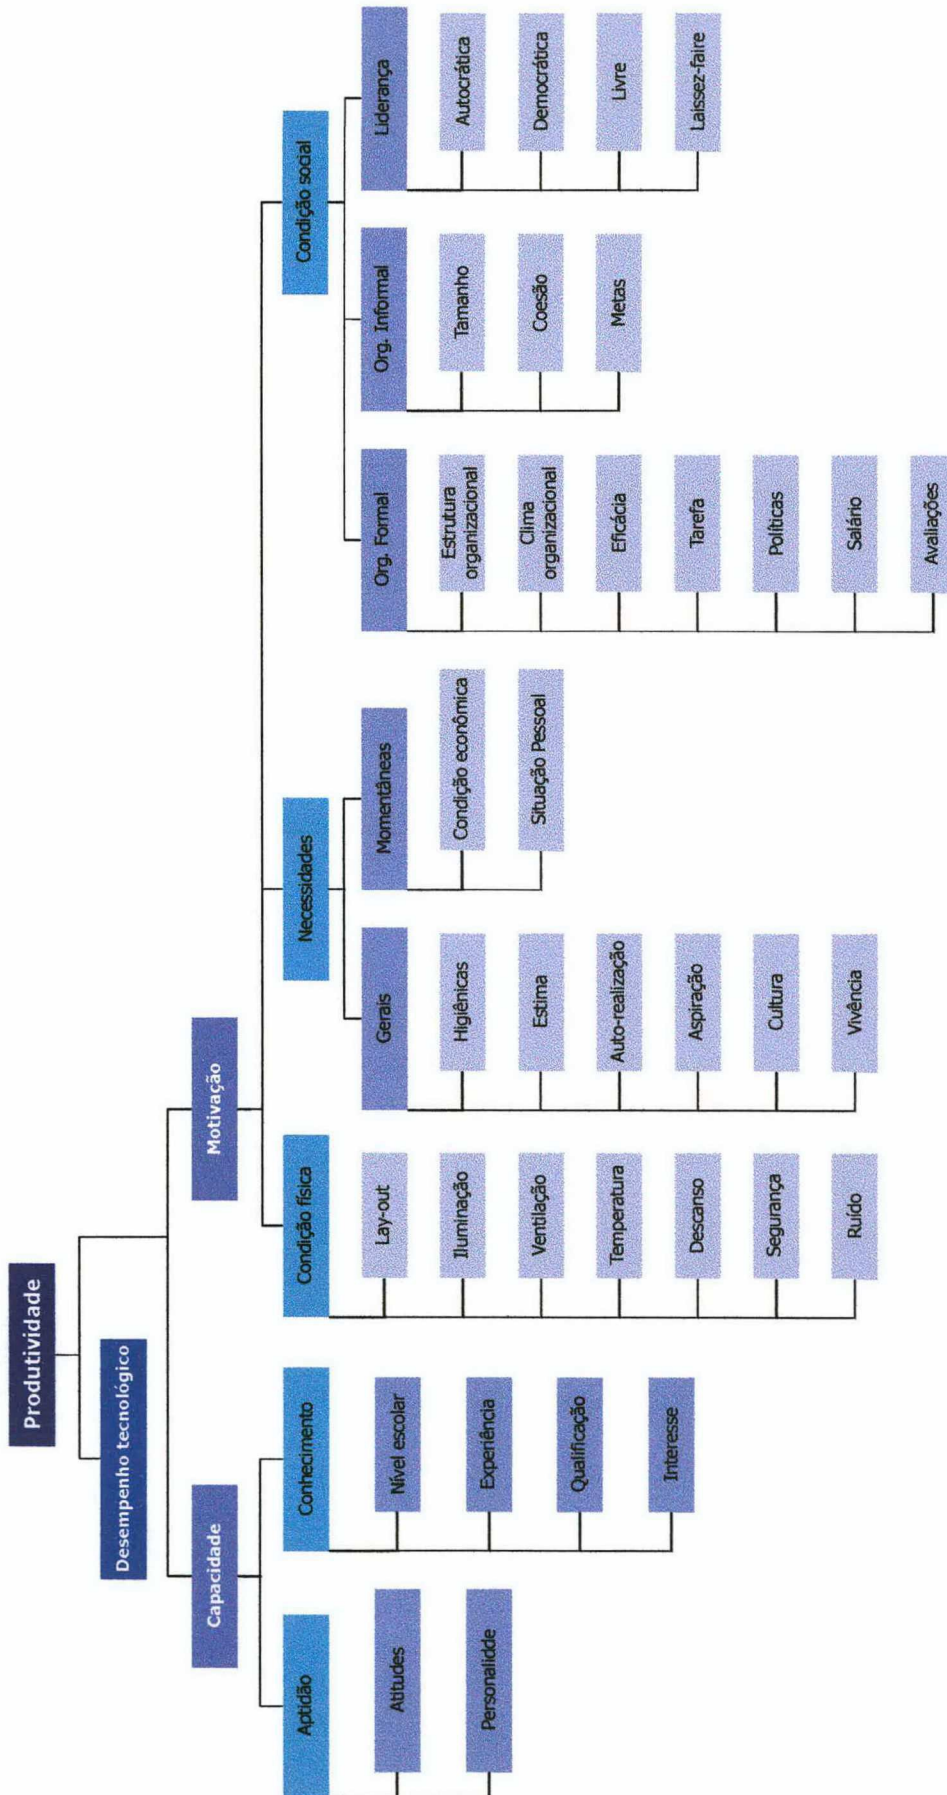 Produtividade
Desempenho tecnológico
Capacidade
Motivação
Aptidão
Conhecimento
Condição física
Necessidades
Condição social
Atitudes
Personalidde
Nível escolar
Experiência
Qualificação
Interesse
Lay-out
Iluminação
Ventilação
Temperatura
Descanso
Segurança
Ruído
Gerais
Higiênicas
Estima
Auto-realização
Aspiração
Cultura
Vivência
Momentâneas
Condição econômica
Situação Pessoal
Org. Formal
Estrutura
organizacional
Clima
organizacional
Eficácia
Tarefa
Políticas
Salário
Avaliações
Org. Informal
Tamanho
Coesão
Metas
Liderança
Autocrática
Democrática
Livre
Laissez-faire